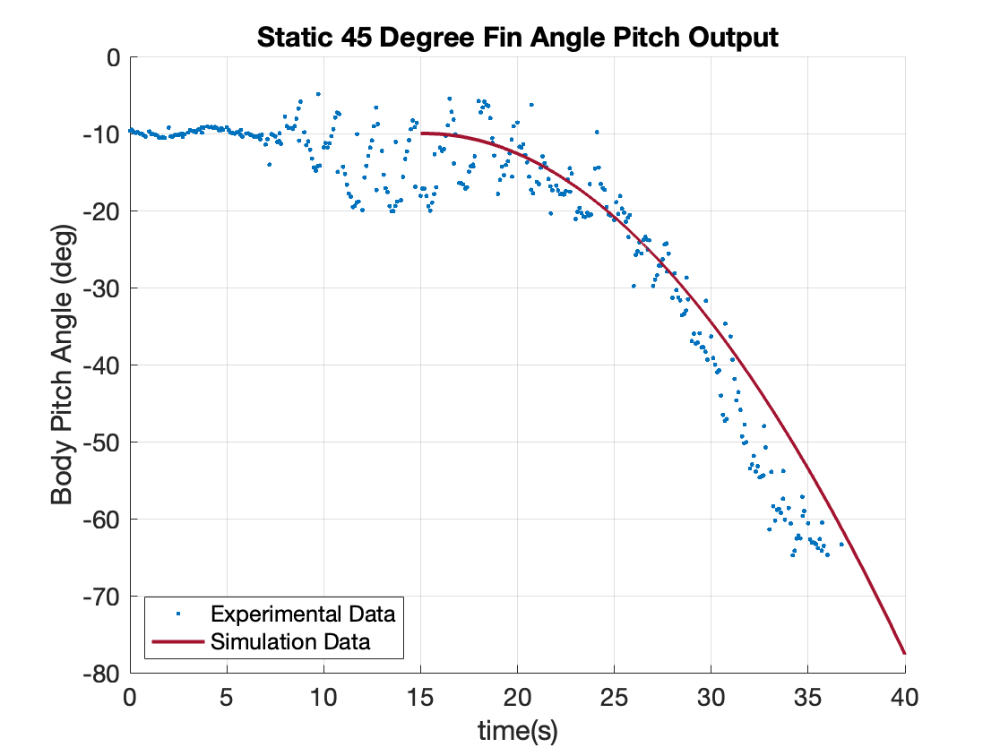 Static 45 Degree Fin Angle Pitch Output
0
-10
-20
-30
-40
-50
-60
-70
-80
Body Pitch Angle (deg)
Experimental Data
Simulation Data
0 5 10 15 20 25 30 35 40
time(s)